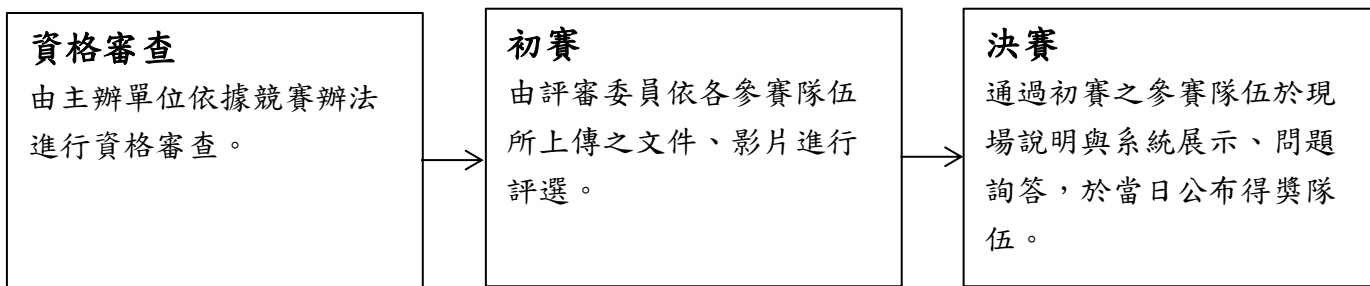 資格審查
由主辦單位依據競賽辦法
進行資格審查。
初賽
由評審委員依各參賽隊伍
所上傳之文件、影片進行
評選。
決賽
通過初賽之參賽隊伍於現
場說明與系統展示、問題
詢答，於當日公布得獎隊
伍。